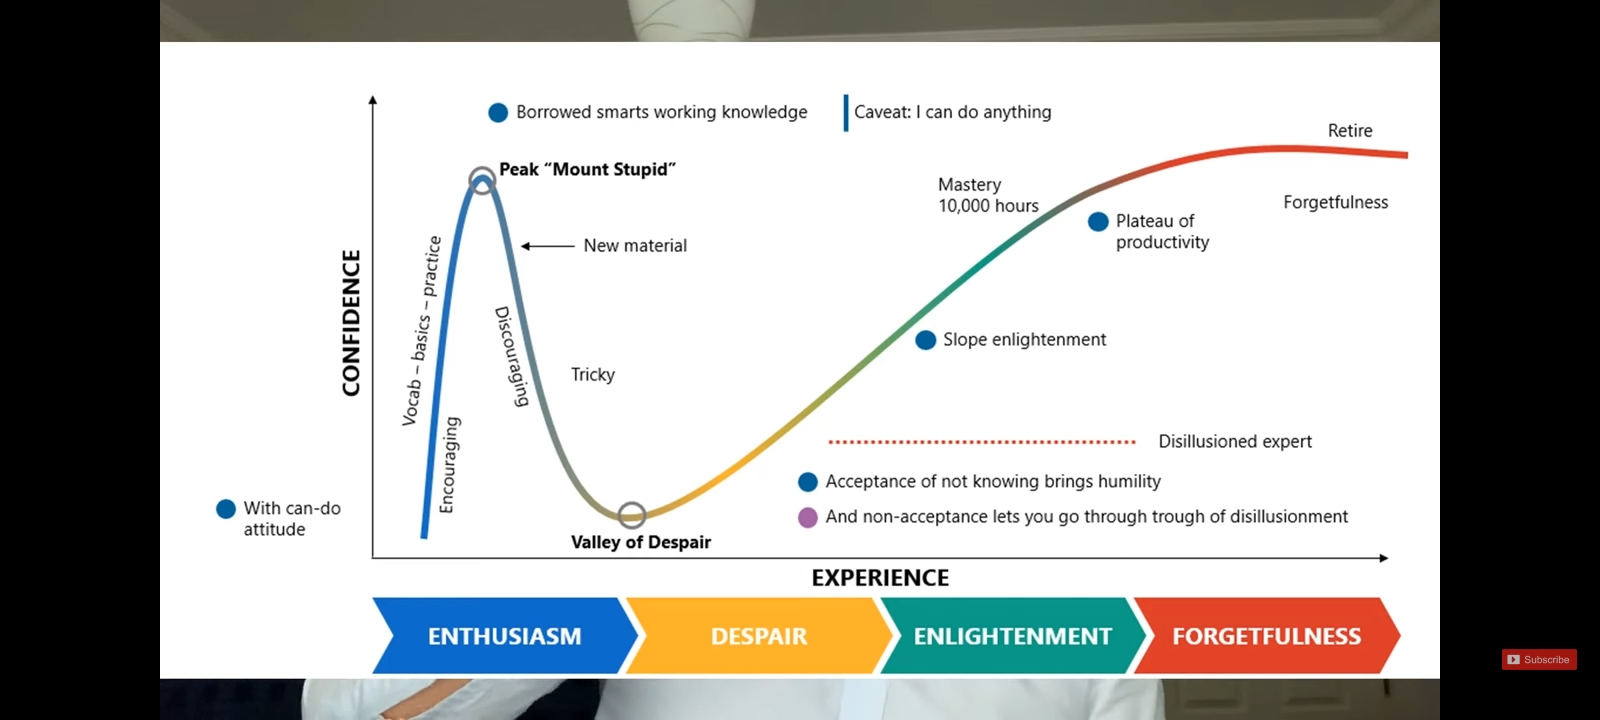 Borrowed smarts working knowledge
Caveat: I can do anything
Retire
Peak “Mount Stupid”
Mastery
10,000 hours
Forgetfulness
Plateau of
productivity
New material
CONFIDENCE
Vocab – basics – practice
Encouraging
Discouraging
Tricky
Slope enlightenment
Disillusioned expert
Acceptance of not knowing brings humility
And non-acceptance lets you go through trough of disillusionment
With can-do
attitude
Valley of Despair
EXPERIENCE
ENTHUSIASM
DESPAIR
ENLIGHTENMENT
FORGETFULNESS
Subscribe